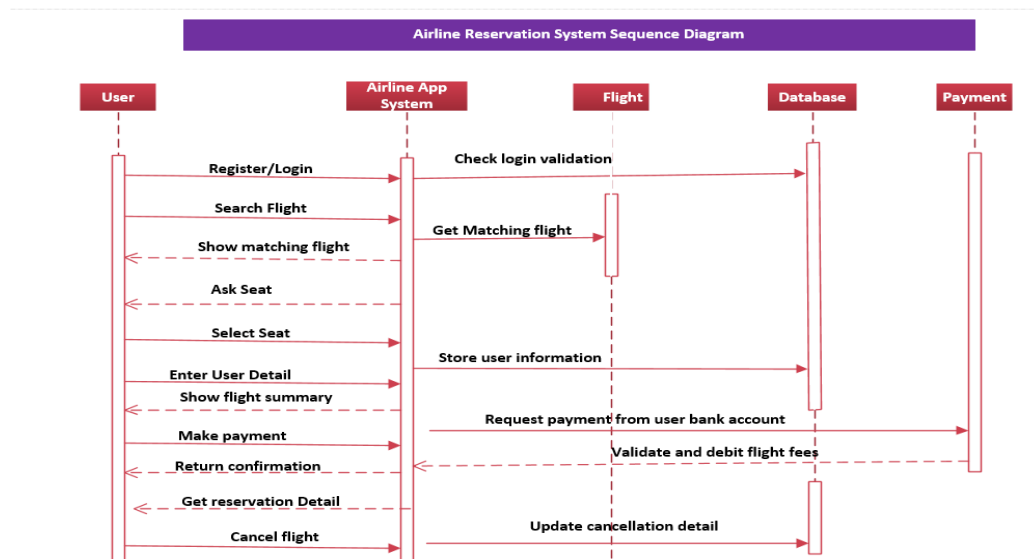 Airline Reservation System Sequence Diagram
User
Airline App
System
Flight
Database
Payment
Check login validation
Register/Login
Search Flight
Get Matching flight
Show matching flight
Ask Seat
Select Seat
Store user information
Enter User Detail
Show flight summary
Request payment from user bank account
Make payment
Validate and debit flight fees
Return confirmation
Get reservation Detail
Update cancellation detail
Cancel flight